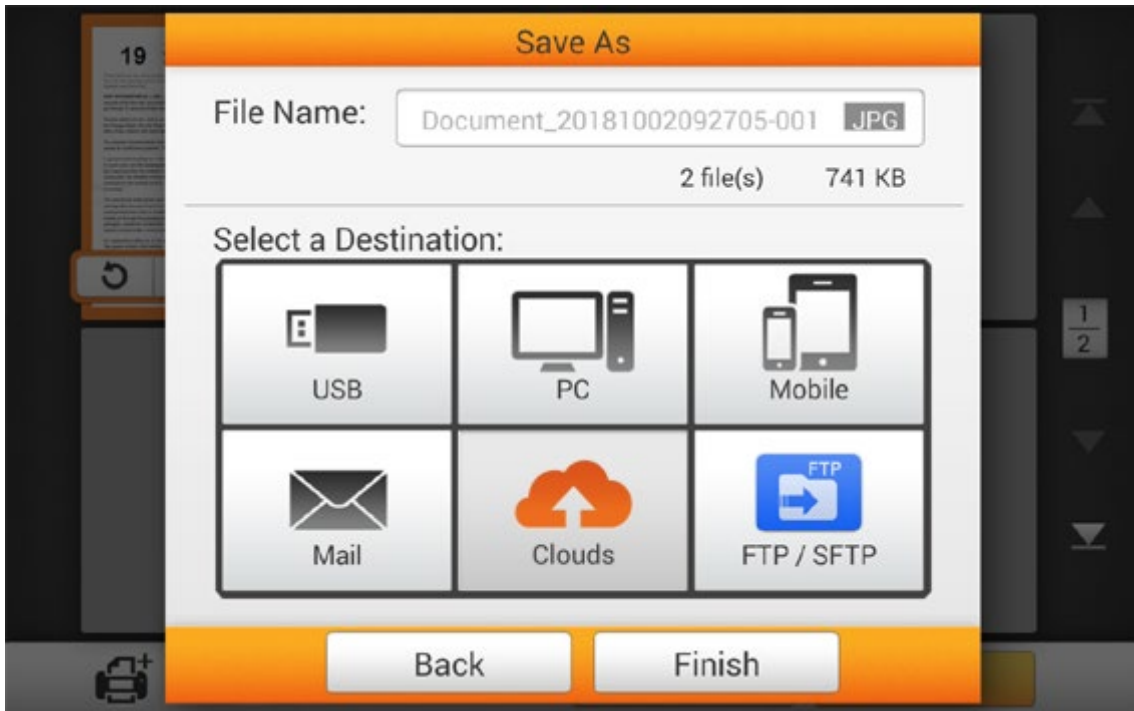 Save As
19
File Name: Document_20181002092705-001 JPG
2 file(s) 741 KB
Select a Destination:
USB PC Mobile
1
2
FTP
Mail Clouds FTP / SFTP
Back Finish